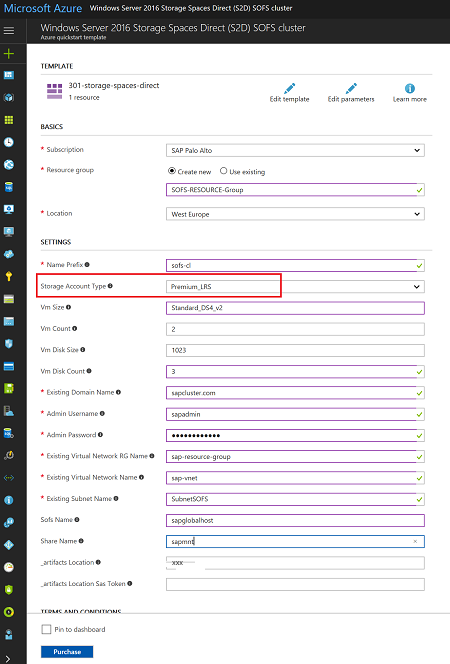 Microsoft Azure Windows Server 2016 Storage Spaces Direct (S2D) SOFS cluster
Windows Server 2016 Storage Spaces Direct (S2D) SOFS cluster
Azure quickstart template
TEMPLATE
301-storage-spaces-direct
1 resource
Edit template Edit parameters Learn more
BASICS
* Subscription SAP Palo Alto
* Resource group Create new Use existing
SOFS-RESOURCE-Group
* Location West Europe
SETTINGS
* Name Prefix sofs-cl
Storage Account Type Premium_LRS
Vm Size Standard_DS4_v2
Vm Count 2
Vm Disk Size 1023
Vm Disk Count 3
* Existing Domain Name sapcluster.com
* Admin Username sapadmin
* Admin Password ••••••••••••
* Existing Virtual Network RG Name sap-resource-group
* Existing Virtual Network Name sap-vnet
* Existing Subnet Name SubnetSOFS
Sofs Name sapglobalhost
Share Name sapmnt
_artifacts Location xxx
_artifacts Location Sas Token
TERMS AND CONDITIONS
Pin to dashboard
Purchase